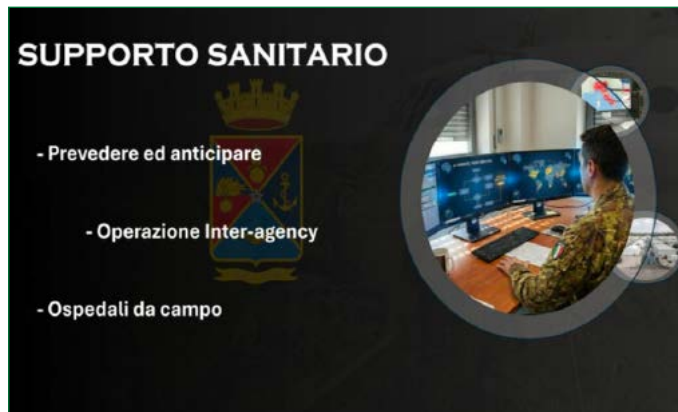 SUPPORTO SANITARIO
- Prevedere ed anticipare
- Operazione Inter-agency
- Ospedali da campo